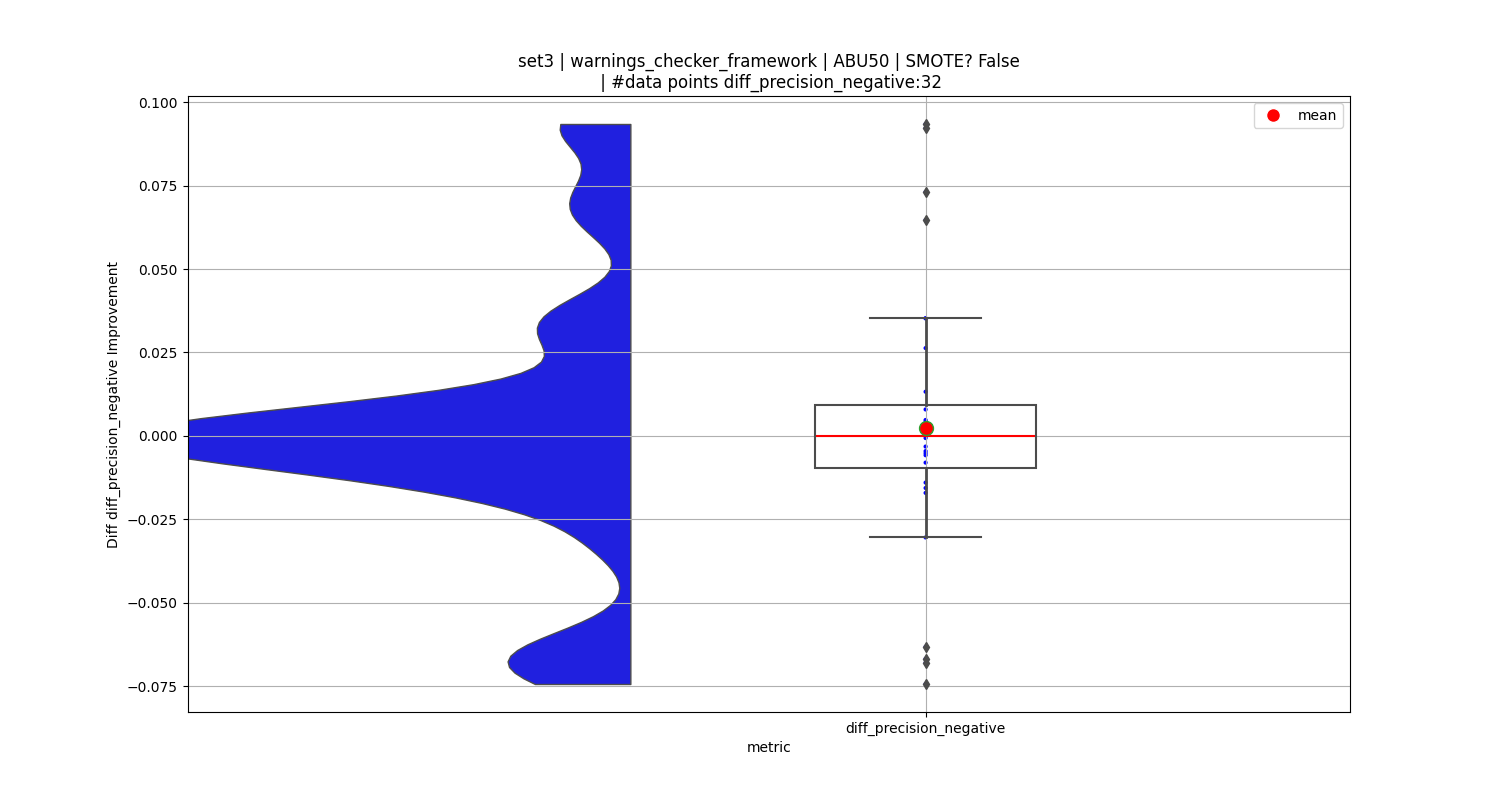 set3 | warnings_checker_framework | ABU50 | SMOTE? False
| #data points diff_precision_negative:32
0.100
0.075
0.050
0.025
0.000
−0.025
−0.050
−0.075
Diff diff_precision_negative Improvement
mean
diff_precision_negative
metric